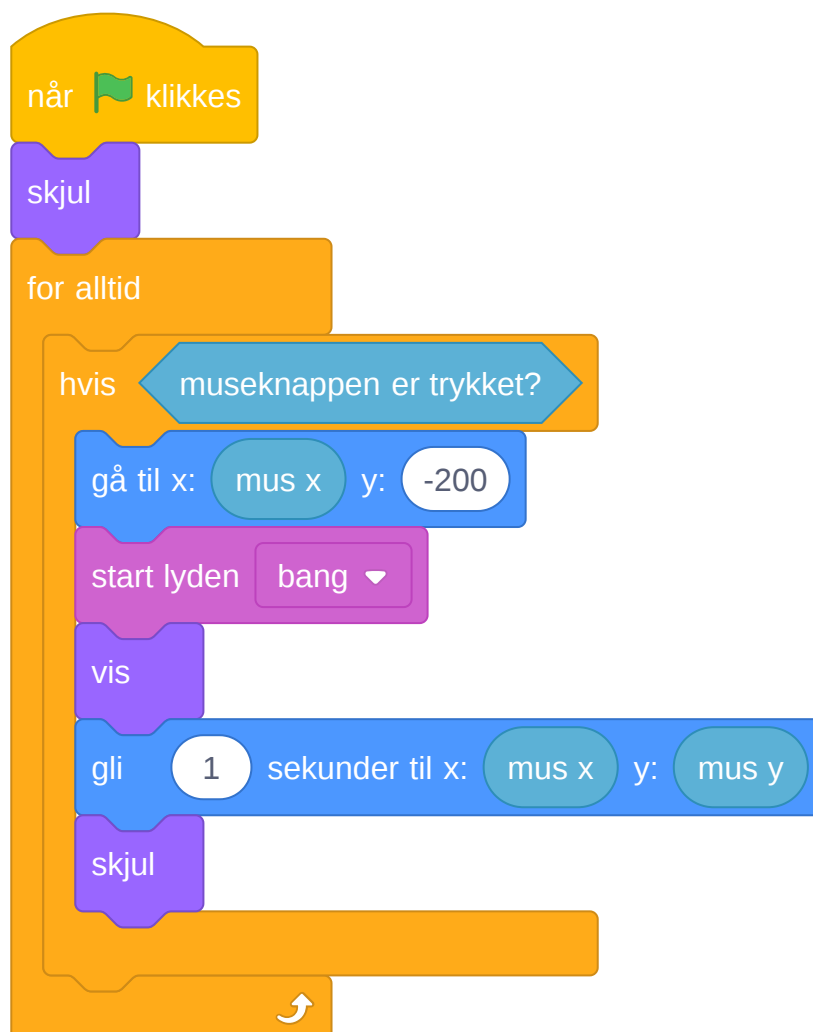 når klikkes
skjul
for alltid
hvis museknappen er trykket?
gå til x: mus x y: -200
start lyden bang
vis
gli 1 sekunder til x: mus x y: mus y
skjul